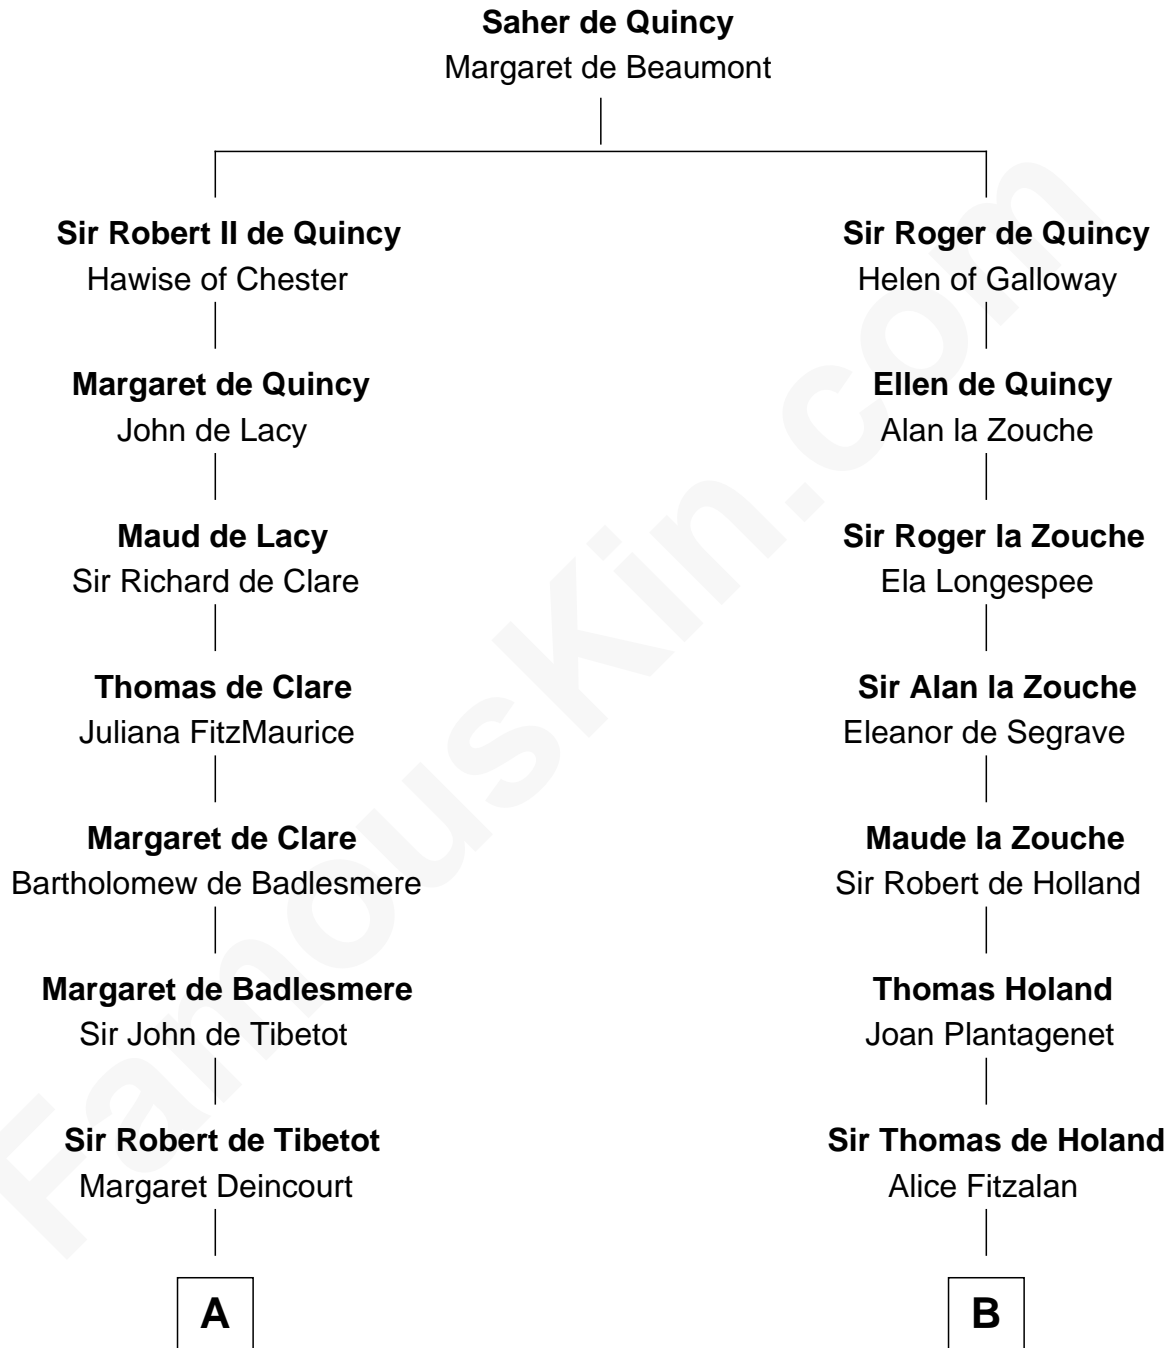 Saher de Quincy
Margaret de Beaumont
Sir Robert II de Quincy
Hawise of Chester
Margaret de Quincy
John de Lacy
Maud de Lacy
Sir Richard de Clare
Thomas de Clare
Juliana FitzMaurice
Margaret de Clare
Bartholomew de Badlesmere
Margaret de Badlesmere
Sir John de Tibetot
Sir Robert de Tibetot
Margaret Deincourt
A
Sir Roger de Quincy
Helen of Galloway
Ellen de Quincy
Alan la Zouche
Sir Roger la Zouche
Ela Longespee
Sir Alan la Zouche
Eleanor de Segrave
Maude la Zouche
Sir Robert de Holland
Thomas Holand
Joan Plantagenet
Sir Thomas de Holand
Alice Fitzalan
B
FamousKin.com